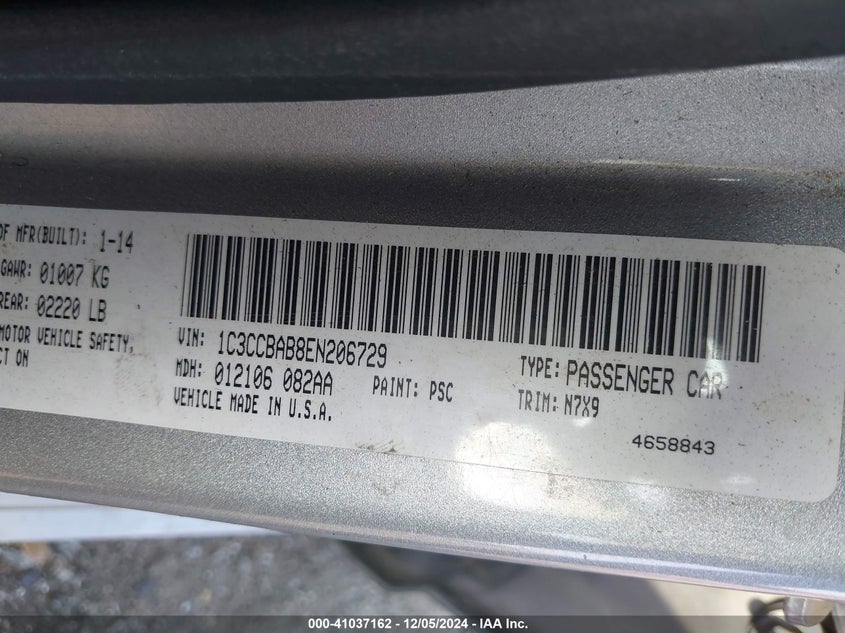 OF MFR(BUILT): 1-14
GAWR: 01007 KG
REAR: 02220 LB
MOTOR VEHICLE SAFETY,
CT ON
VIN: 1C3CCBAB8EN206729
MDH: 012106 082AA
PAINT: PSC
VEHICLE MADE IN U.S.A.
TYPE: PASSENGER CAR
TRIM: N7X9
4658843
000-41037162 - 12/05/2024 - IAA Inc.